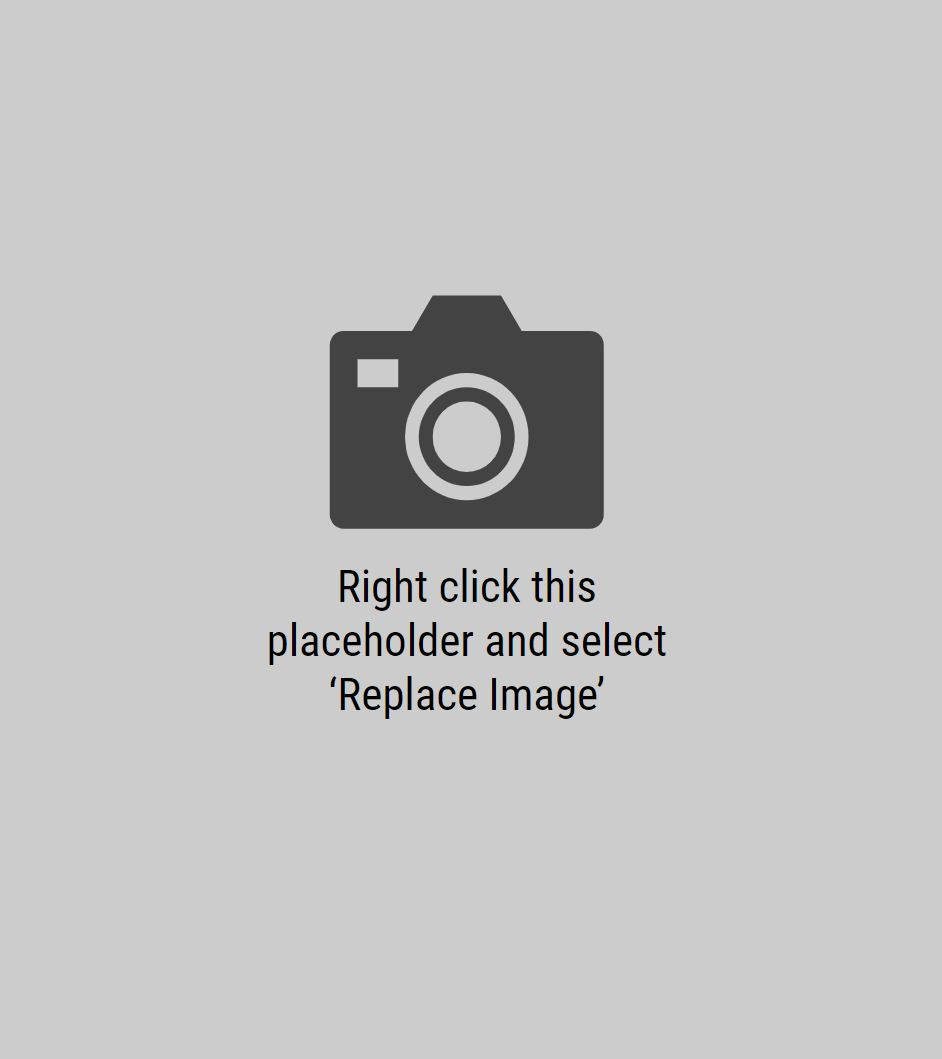 Right click this
placeholder and select
‘Replace Image’